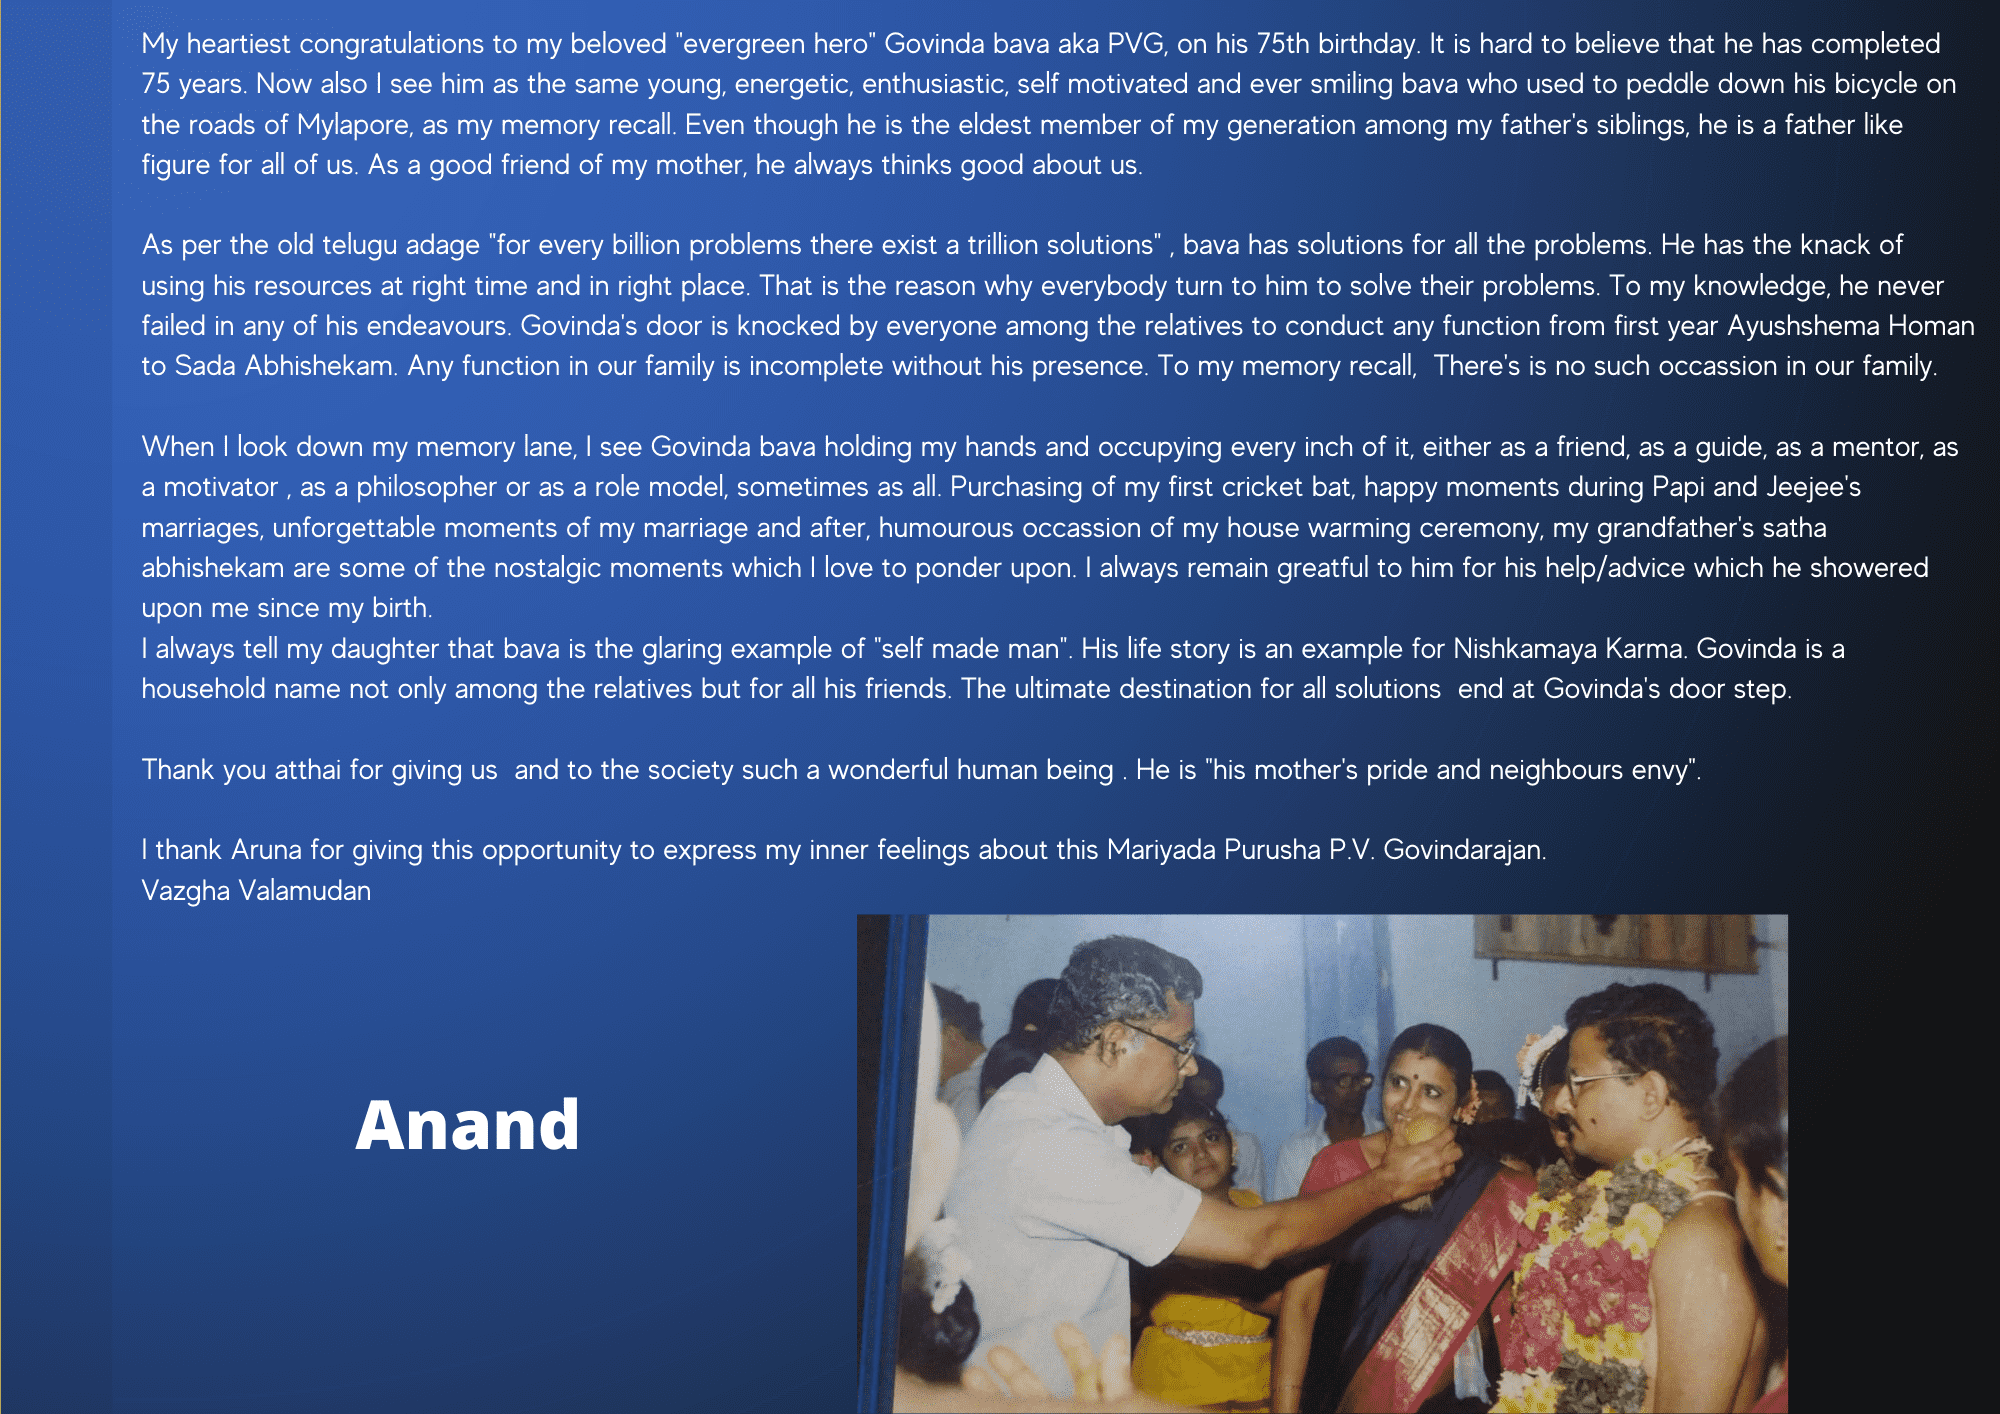 My heartiest congratulations to my beloved "evergreen hero" Govinda bava aka PVG, on his 75th birthday. It is hard to believe that he has completed
75 years. Now also I see him as the same young, energetic, enthusiastic, self motivated and ever smiling bava who used to peddle down his bicycle on
the roads of Mylapore, as my memory recall. Even though he is the eldest member of my generation among my father's siblings, he is a father like
figure for all of us. As a good friend of my mother, he always thinks good about us.
As per the old telugu adage "for every billion problems there exist a trillion solutions" , bava has solutions for all the problems. He has the knack of
using his resources at right time and in right place. That is the reason why everybody turn to him to solve their problems. To my knowledge, he never
failed in any of his endeavours. Govinda's door is knocked by everyone among the relatives to conduct any function from first year Ayushshema Homan
to Sada Abhishekam. Any function in our family is incomplete without his presence. To my memory recall,  There's is no such occassion in our family.
When I look down my memory lane, I see Govinda bava holding my hands and occupying every inch of it, either as a friend, as a guide, as a mentor, as
a motivator , as a philosopher or as a role model, sometimes as all. Purchasing of my first cricket bat, happy moments during Papi and Jeejee's
marriages, unforgettable moments of my marriage and after, humourous occassion of my house warming ceremony, my grandfather's satha
abhishekam are some of the nostalgic moments which I love to ponder upon. I always remain greatful to him for his help/advice which he showered
upon me since my birth.
I always tell my daughter that bava is the glaring example of "self made man". His life story is an example for Nishkamaya Karma. Govinda is a
household name not only among the relatives but for all his friends. The ultimate destination for all solutions  end at Govinda's door step.
Thank you atthai for giving us  and to the society such a wonderful human being . He is "his mother's pride and neighbours envy".
I thank Aruna for giving this opportunity to express my inner feelings about this Mariyada Purusha P.V. Govindarajan.
Vazgha Valamudan
Anand